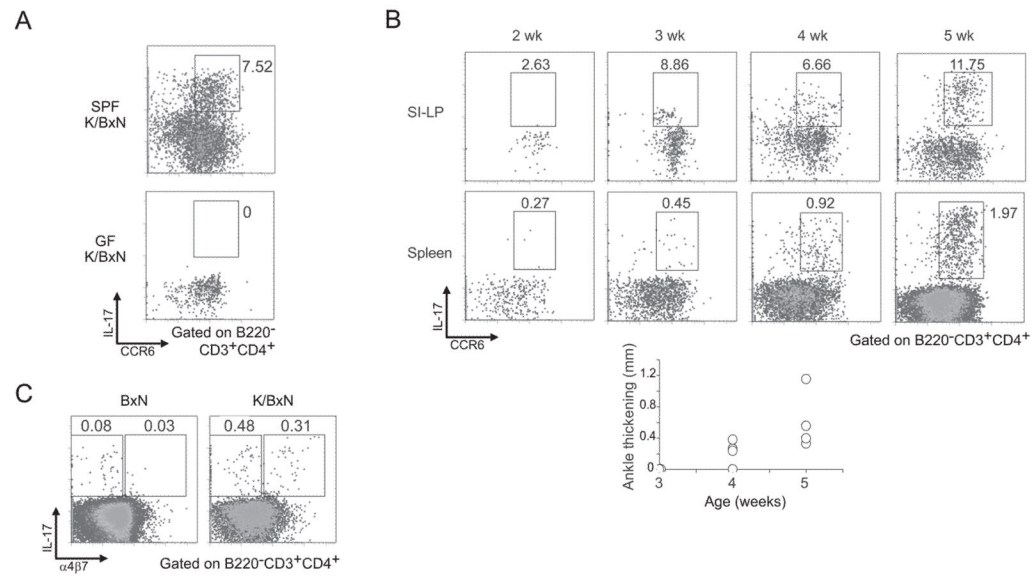 A
SPF
K/BxN
7.52
GF
K/BxN
0
IL-17
CCR6
Gated on B220⁻
CD3⁺CD4⁺
B
2 wk 3 wk 4 wk 5 wk
SI-LP
2.63 8.86 6.66 11.75
Spleen
0.27 0.45 0.92 1.97
IL-17
CCR6
Gated on B220⁻CD3⁺CD4⁺
Ankle thickening (mm)
1.2
0.8
0.4
0
3 4 5
Age (weeks)
C
BxN K/BxN
0.08 0.03 0.48 0.31
IL-17
α4β7
Gated on B220⁻CD3⁺CD4⁺